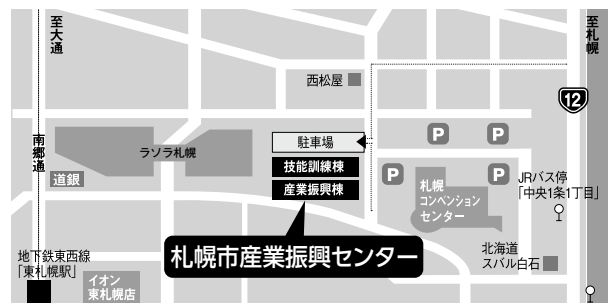 至大通
至札幌
西松屋
12
南郷通
ラソラ札幌
駐車場
P
P
技能訓練棟
道銀
産業振興棟
P
P
札幌
コンベンション
センター
JRバス停
「中央1条1丁目」
札幌市産業振興センター
地下鉄東西線
「東札幌駅」
イオン
東札幌店
北海道
スバル白石